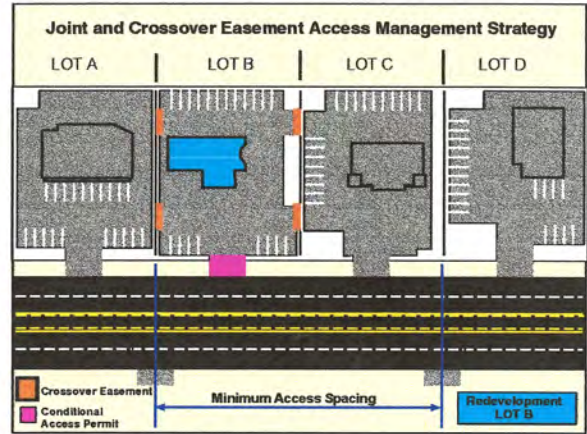 Joint and Crossover Easement Access Management Strategy
LOT A LOT B LOT C LOT D
Crossover Easement
Conditional
Access Permit
Minimum Access Spacing
Redevelopment
LOT B